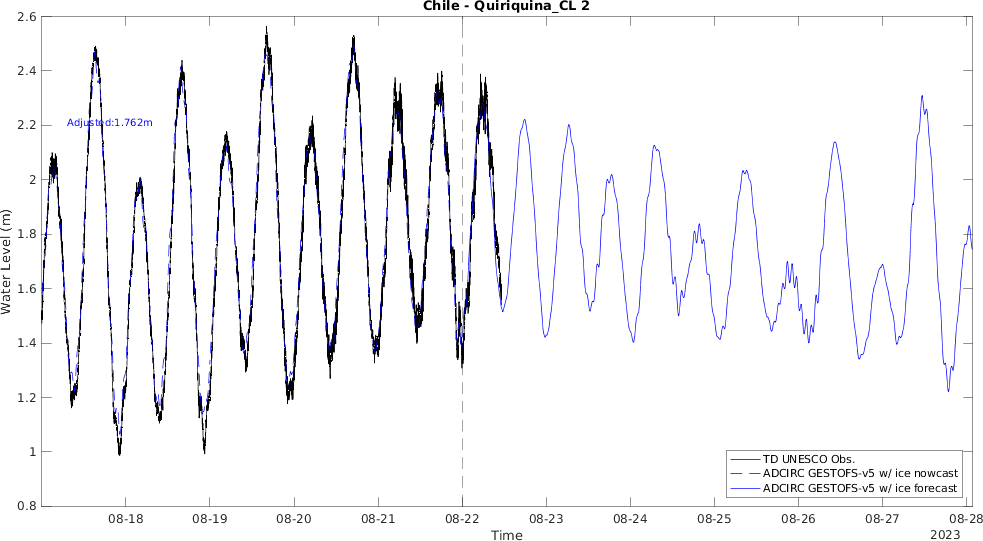 Chile - Quiriquina_CL 2
2.6
2.4
2.2
2
1.8
1.6
1.4
1.2
1
0.8
Water Level (m)
Adjusted:1.762m
TD UNESCO Obs.
ADCIRC GESTOFS-v5 w/ ice nowcast
ADCIRC GESTOFS-v5 w/ ice forecast
08-18 08-19 08-20 08-21 08-22 08-23 08-24 08-25 08-26 08-27 08-28
Time
2023